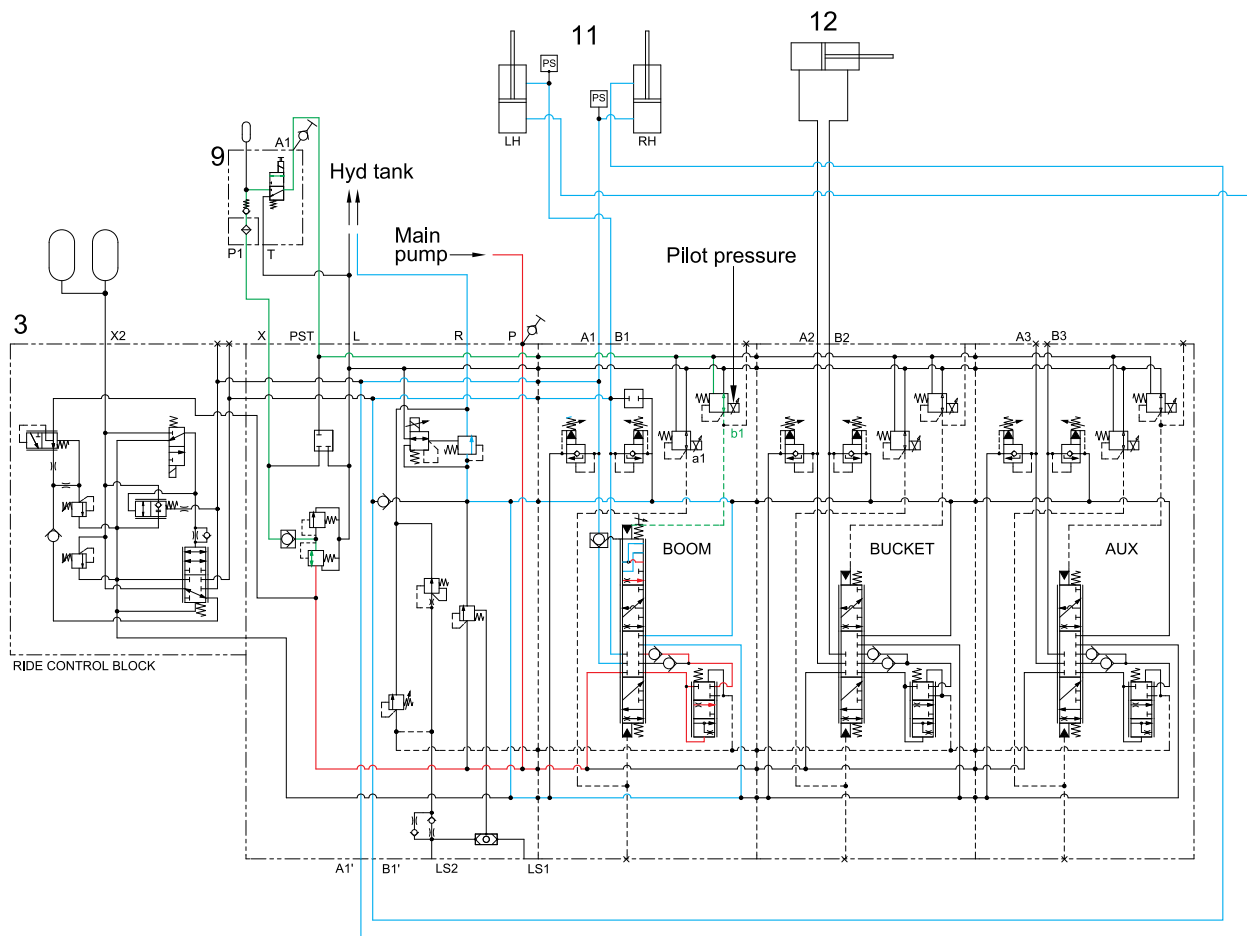 11
12
PS
PS
LH
RH
A1
9
Hyd tank
Main
pump
Pilot pressure
P1
T
3
X2
X
PST
L
R
P
A1
B1
A2
B2
A3
B3
b1
a1
BOOM
BUCKET
AUX
RIDE CONTROL BLOCK
A1'
B1'
LS2
LS1